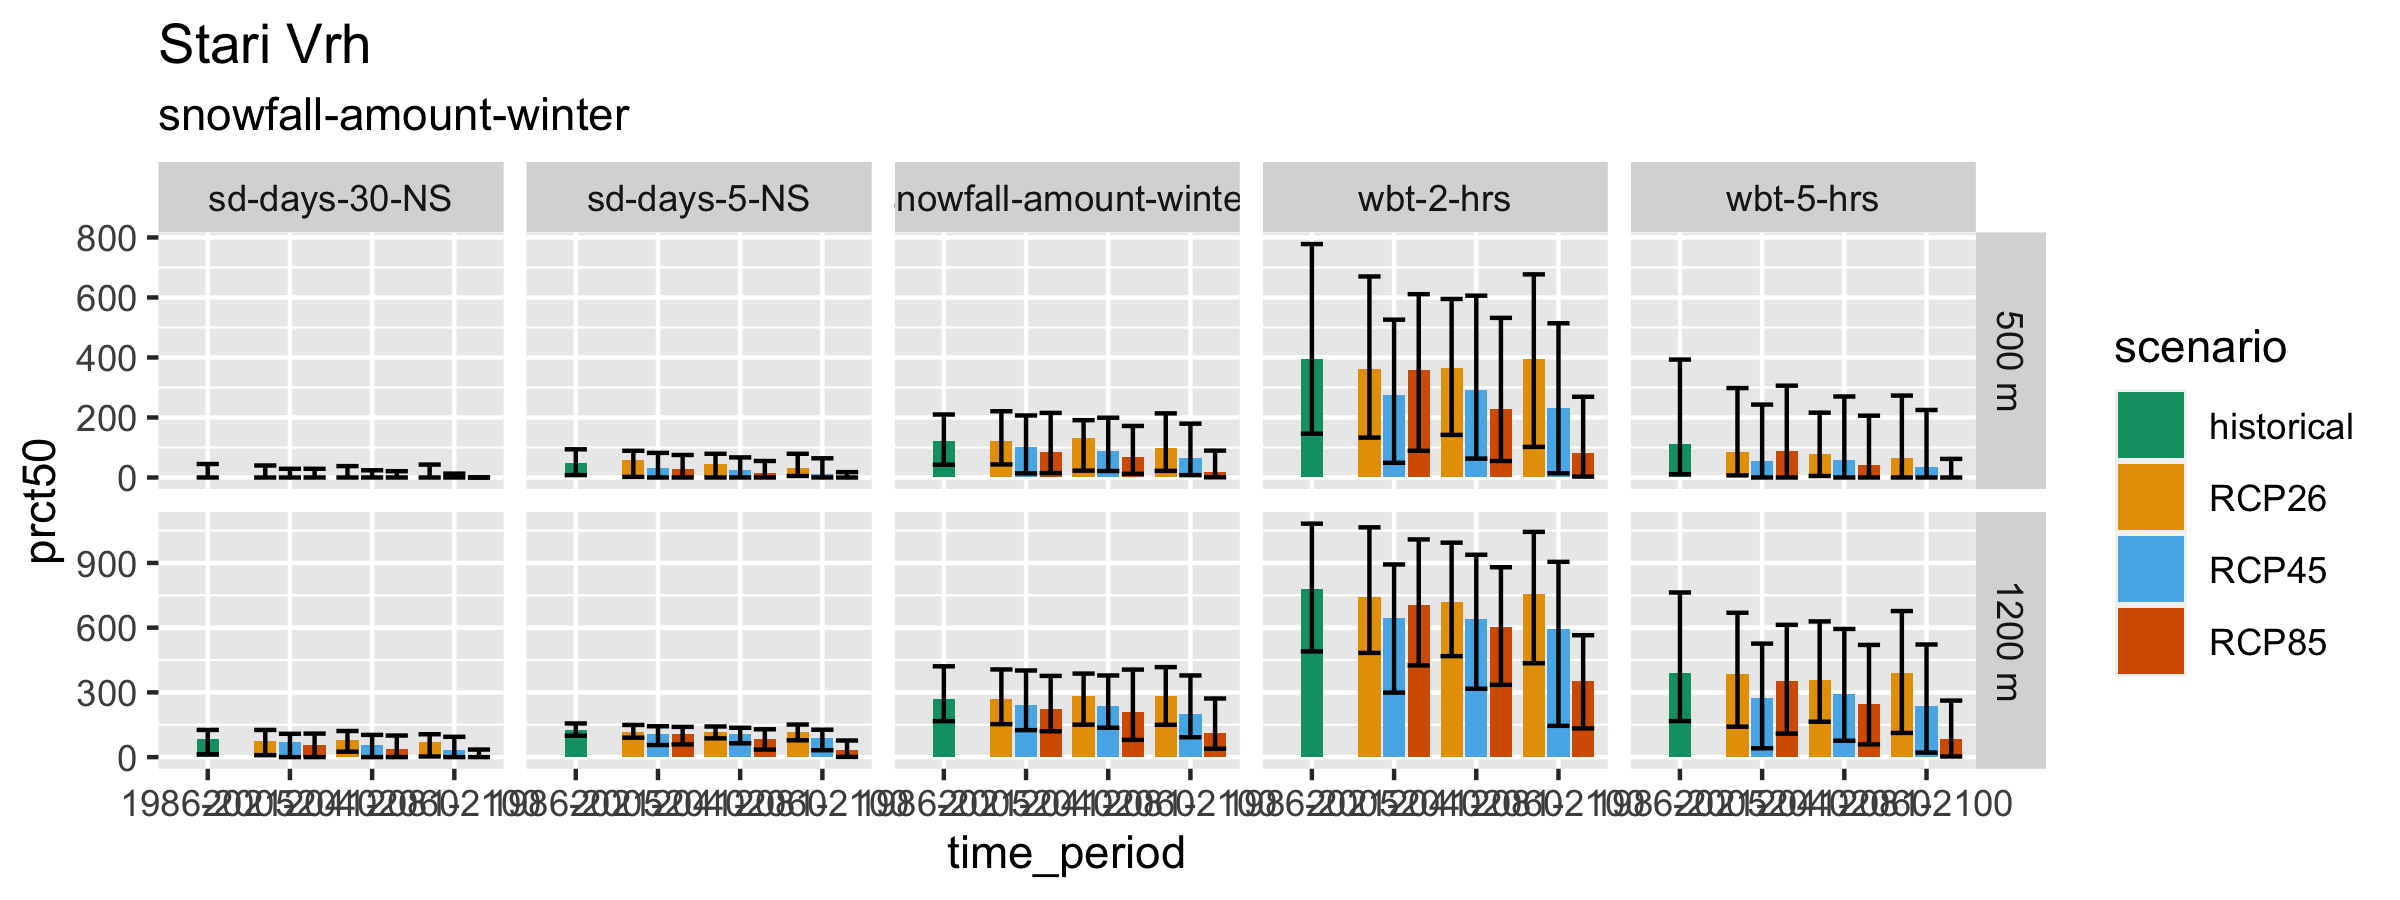 Stari Vrh
snowfall-amount-winter
sd-days-30-NS
sd-days-5-NS
nowfall-amount-winte
wbt-2-hrs
wbt-5-hrs
800
600
400
200
0
500 m
900
600
300
0
1200 m
prct50
time_period
scenario
historical
RCP26
RCP45
RCP85